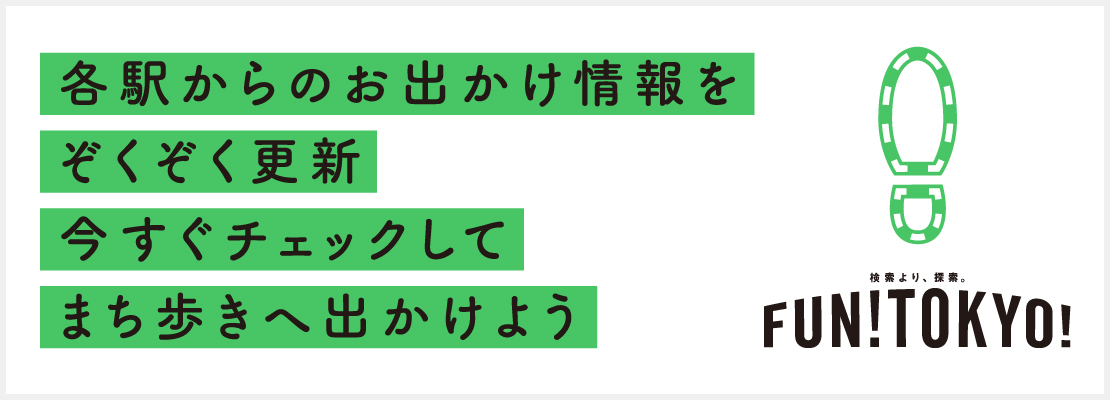 各駅からのお出かけ情報を
ぞくぞく更新
今すぐチェックして
まち歩きへ出かけよう
検索より、探索。
FUN!TOKYO!